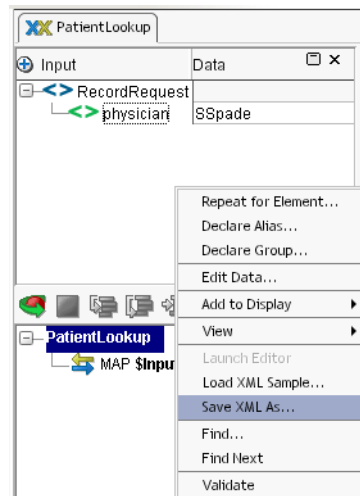 PatientLookup
Input Data
RecordRequest
physician SSpade
Repeat for Element...
Declare Alias...
Declare Group...
Edit Data...
Add to Display
View
Launch Editor
Load XML Sample...
Save XML As...
Find...
Find Next
Validate
PatientLookup
MAP $Inpu